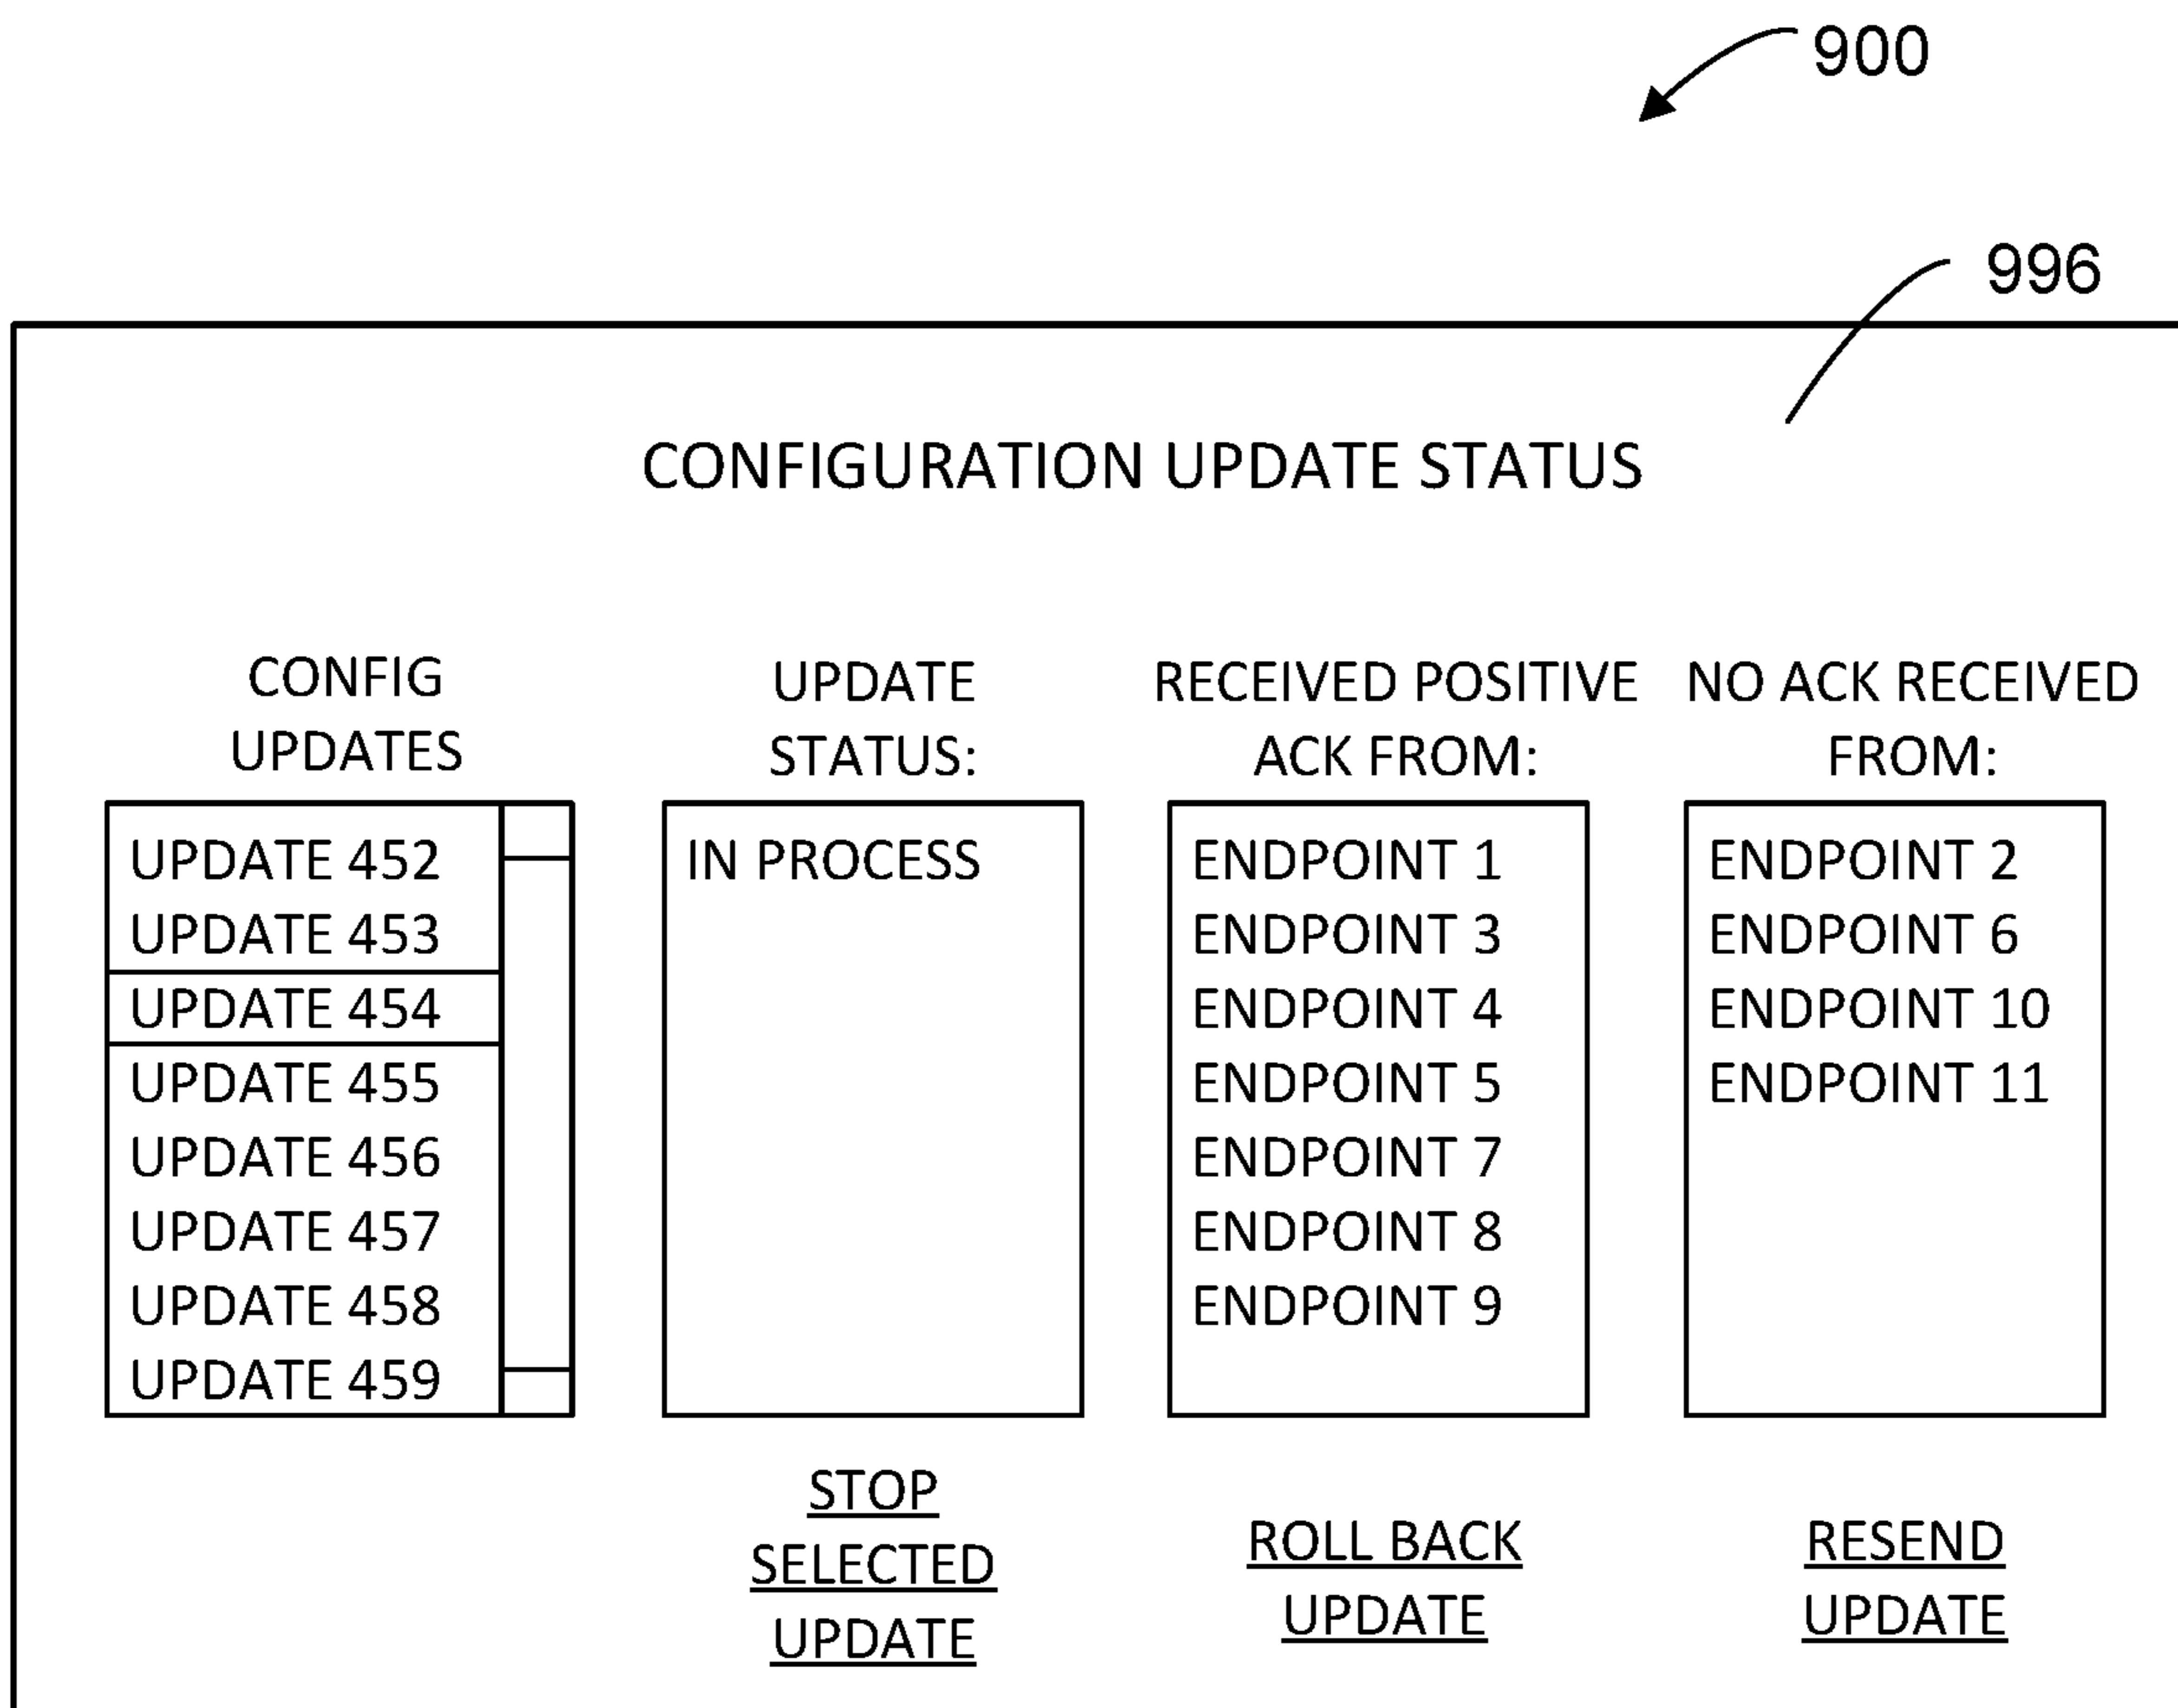 900
996
CONFIGURATION UPDATE STATUS
CONFIG
UPDATES
UPDATE 452
UPDATE 453
UPDATE 454
UPDATE 455
UPDATE 456
UPDATE 457
UPDATE 458
UPDATE 459
UPDATE
STATUS:
IN PROCESS
STOP
SELECTED
UPDATE
RECEIVED POSITIVE
ACK FROM:
ENDPOINT 1
ENDPOINT 3
ENDPOINT 4
ENDPOINT 5
ENDPOINT 7
ENDPOINT 8
ENDPOINT 9
ROLL BACK
UPDATE
NO ACK RECEIVED
FROM:
ENDPOINT 2
ENDPOINT 6
ENDPOINT 10
ENDPOINT 11
RESEND
UPDATE